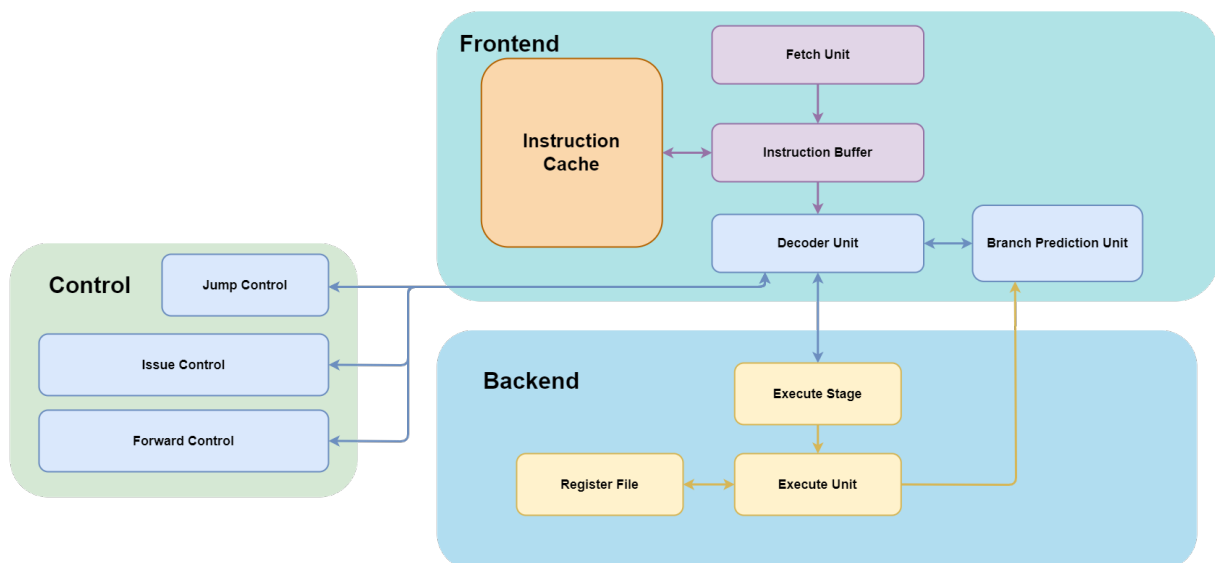 Frontend
Fetch Unit
Instruction
Cache
Instruction Buffer
Decoder Unit
Branch Prediction Unit
Control
Jump Control
Issue Control
Forward Control
Backend
Execute Stage
Register File
Execute Unit